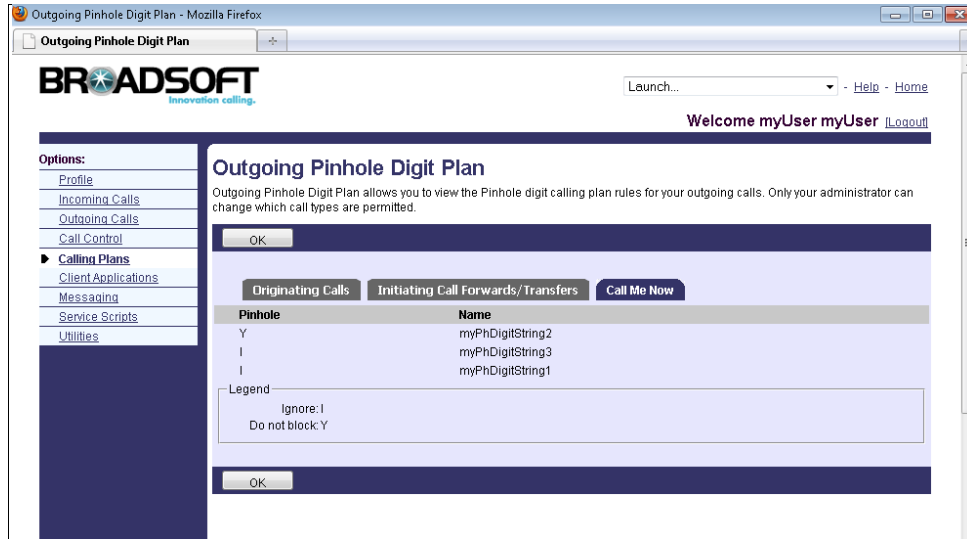 Outgoing Pinhole Digit Plan - Mozilla Firefox
Outgoing Pinhole Digit Plan
BROADSOFT
Innovation calling.
Launch... - Help - Home
Welcome myUser myUser [Logout]
Options:
Profile
Incoming Calls
Outgoing Calls
Call Control
Calling Plans
Client Applications
Messaging
Service Scripts
Utilities
Outgoing Pinhole Digit Plan
Outgoing Pinhole Digit Plan allows you to view the Pinhole digit calling plan rules for your outgoing calls. Only your administrator can
change which call types are permitted.
OK
Originating Calls Initiating Call Forwards/Transfers Call Me Now
Pinhole Name
Y myPhDigitString2
I myPhDigitString3
I myPhDigitString1
Legend
Ignore: I
Do not block: Y
OK